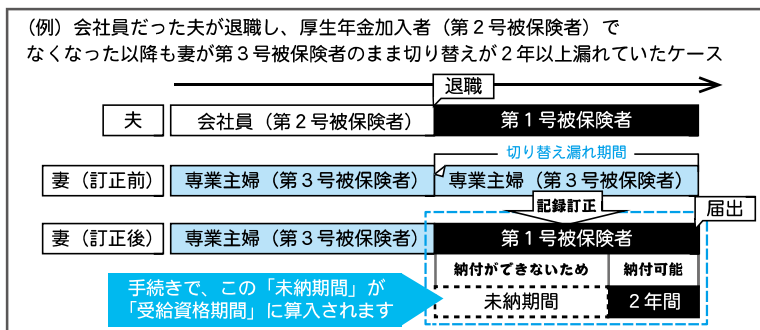 (例)会社員だった夫が退職し、厚生年金加入者(第2号被保険者)で
なくなった以降も妻が第3号被保険者のまま切り替えが2年以上漏れていたケース
退職
夫
会社員(第2号被保険者)
第1号被保険者
切り替え漏れ期間
妻(訂正前)
専業主婦(第3号被保険者)
専業主婦(第3号被保険者)
記録訂正
届出
妻(訂正後)
専業主婦(第3号被保険者)
第1号被保険者
納付ができないため
納付可能
手続きで、この「未納期間」が
「受給資格期間」に算入されます
未納期間
2年間